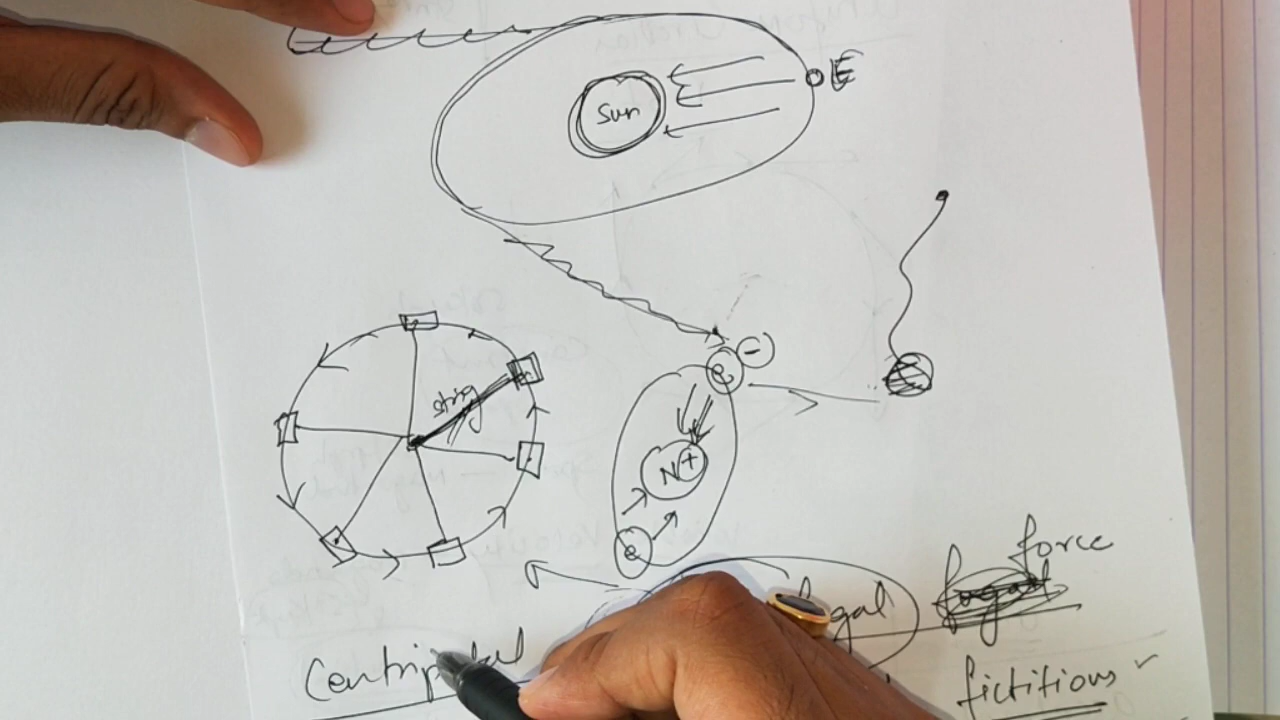 Sun
E
string
e -
N+
e
force
Centripetal
fictitious